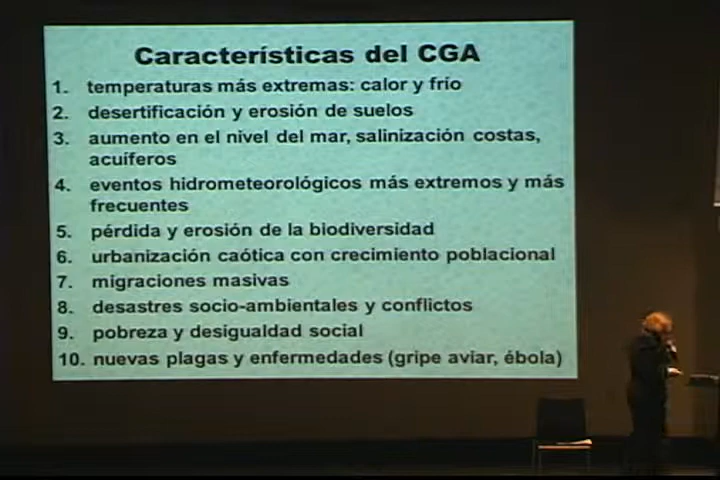 Características del CGA
1. temperaturas más extremas: calor y frío
2. desertificación y erosión de suelos
3. aumento en el nivel del mar, salinización costas,
acuíferos
4. eventos hidrometeorológicos más extremos y más
frecuentes
5. pérdida y erosión de la biodiversidad
6. urbanización caótica con crecimiento poblacional
7. migraciones masivas
8. desastres socio-ambientales y conflictos
9. pobreza y desigualdad social
10. nuevas plagas y enfermedades (gripe aviar, ébola)